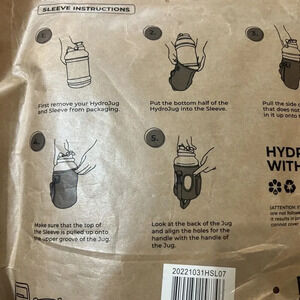 SLEEVE INSTRUCTIONS
1.
2.
3.
First remove your HydroJug
and Sleeve from packaging.
Put the bottom half of the
HydroJug into the Sleeve.
Pull the side
that does not
it up onto t
4.
5.
Make sure that the top of
the Sleeve is pulled up onto
the upper groove of the Jug.
Look at the back of the Jug
and align the holes for the
handle with the handle of
the Jug.
HYDR
WITH
20221031HSL07